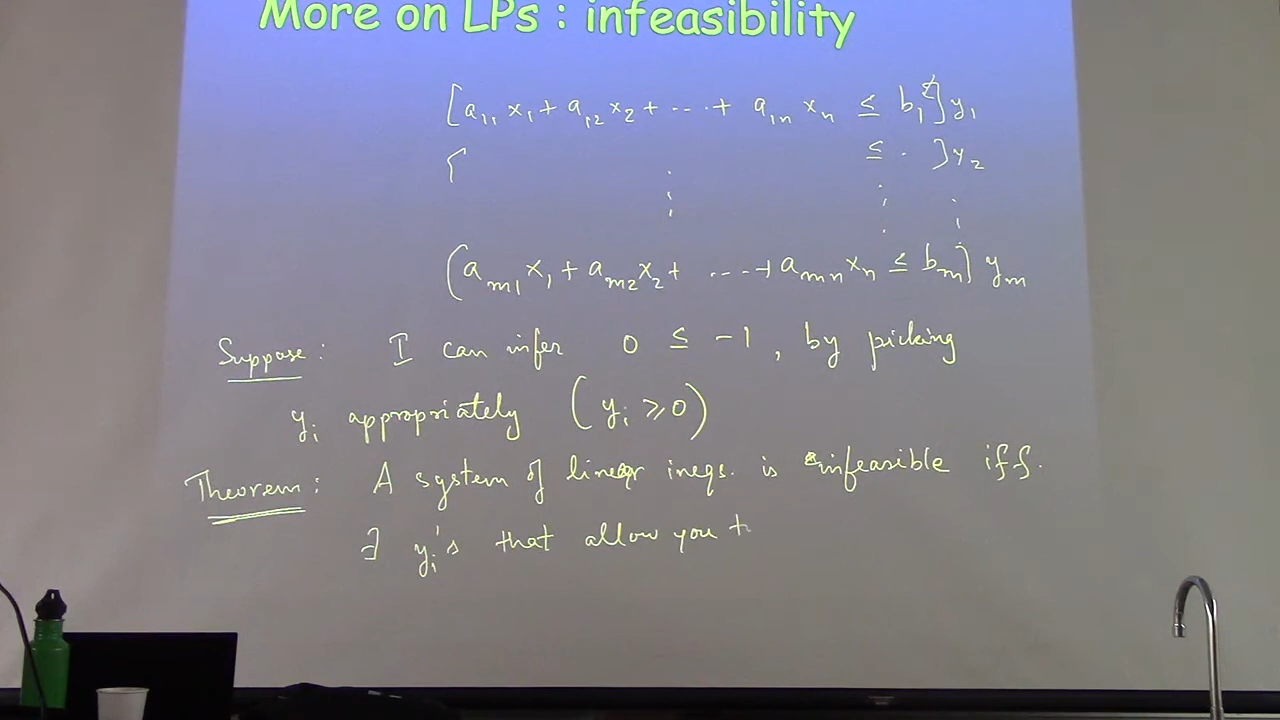 More on LPs : infeasibility
[a₁₁ x₁ + a₁₂ x₂ + ... + a₁ₙ xₙ ≤ b₁] y₁
[ ⋮ ≤ . ] y₂
[aₘ₁ x₁ + aₘ₂ x₂ + ... + aₘₙ xₙ ≤ bₘ] yₘ
Suppose : I can infer 0 ≤ -1 , by picking
yᵢ appropriately (yᵢ ≥ 0)
Theorem : A system of linear ineqs. is infeasible iff.
∃ yᵢ's that allow you t